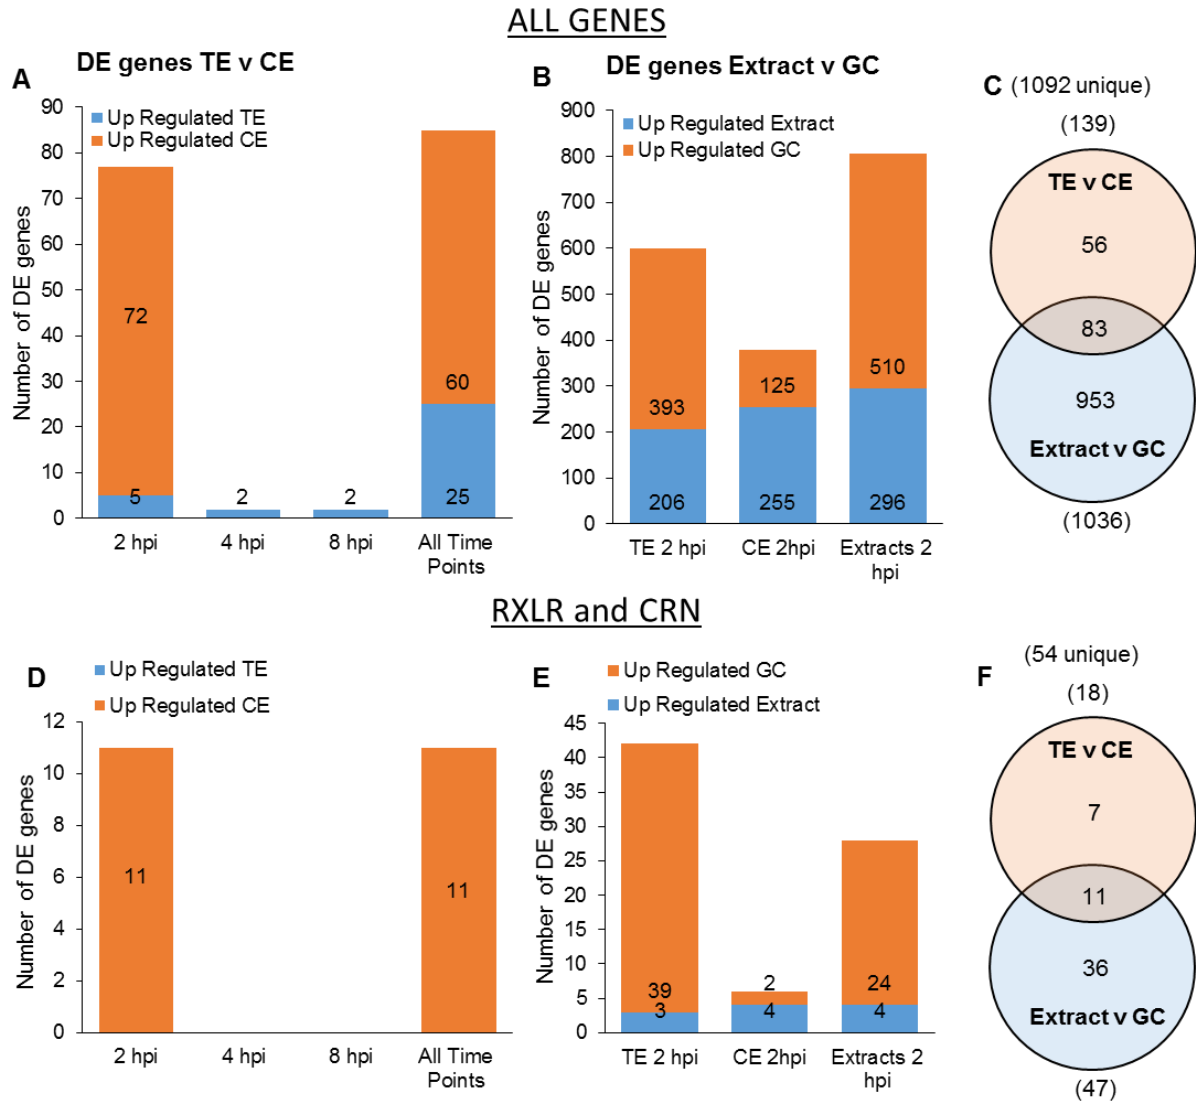 ALL GENES
A
DE genes TE v CE
Up Regulated TE
Up Regulated CE
Number of DE genes
90
80
70
60
50
40
30
20
10
0
72
5
2
2
60
25
2 hpi
4 hpi
8 hpi
All Time
Points
B
DE genes Extract v GC
Up Regulated Extract
Up Regulated GC
Number of DE genes
900
800
700
600
500
400
300
200
100
0
393
206
125
255
510
296
TE 2 hpi
CE 2hpi
Extracts 2
hpi
C (1092 unique)
(139)
TE v CE
56
83
953
Extract v GC
(1036)
RXLR and CRN
D
Up Regulated TE
Up Regulated CE
Number of DE genes
12
10
8
6
4
2
0
11
11
2 hpi
4 hpi
8 hpi
All Time
Points
E
Up Regulated GC
Up Regulated Extract
Number of DE genes
45
40
35
30
25
20
15
10
5
0
39
3
2
4
24
4
TE 2 hpi
CE 2hpi
Extracts 2
hpi
F
(54 unique)
(18)
TE v CE
7
11
36
Extract v GC
(47)